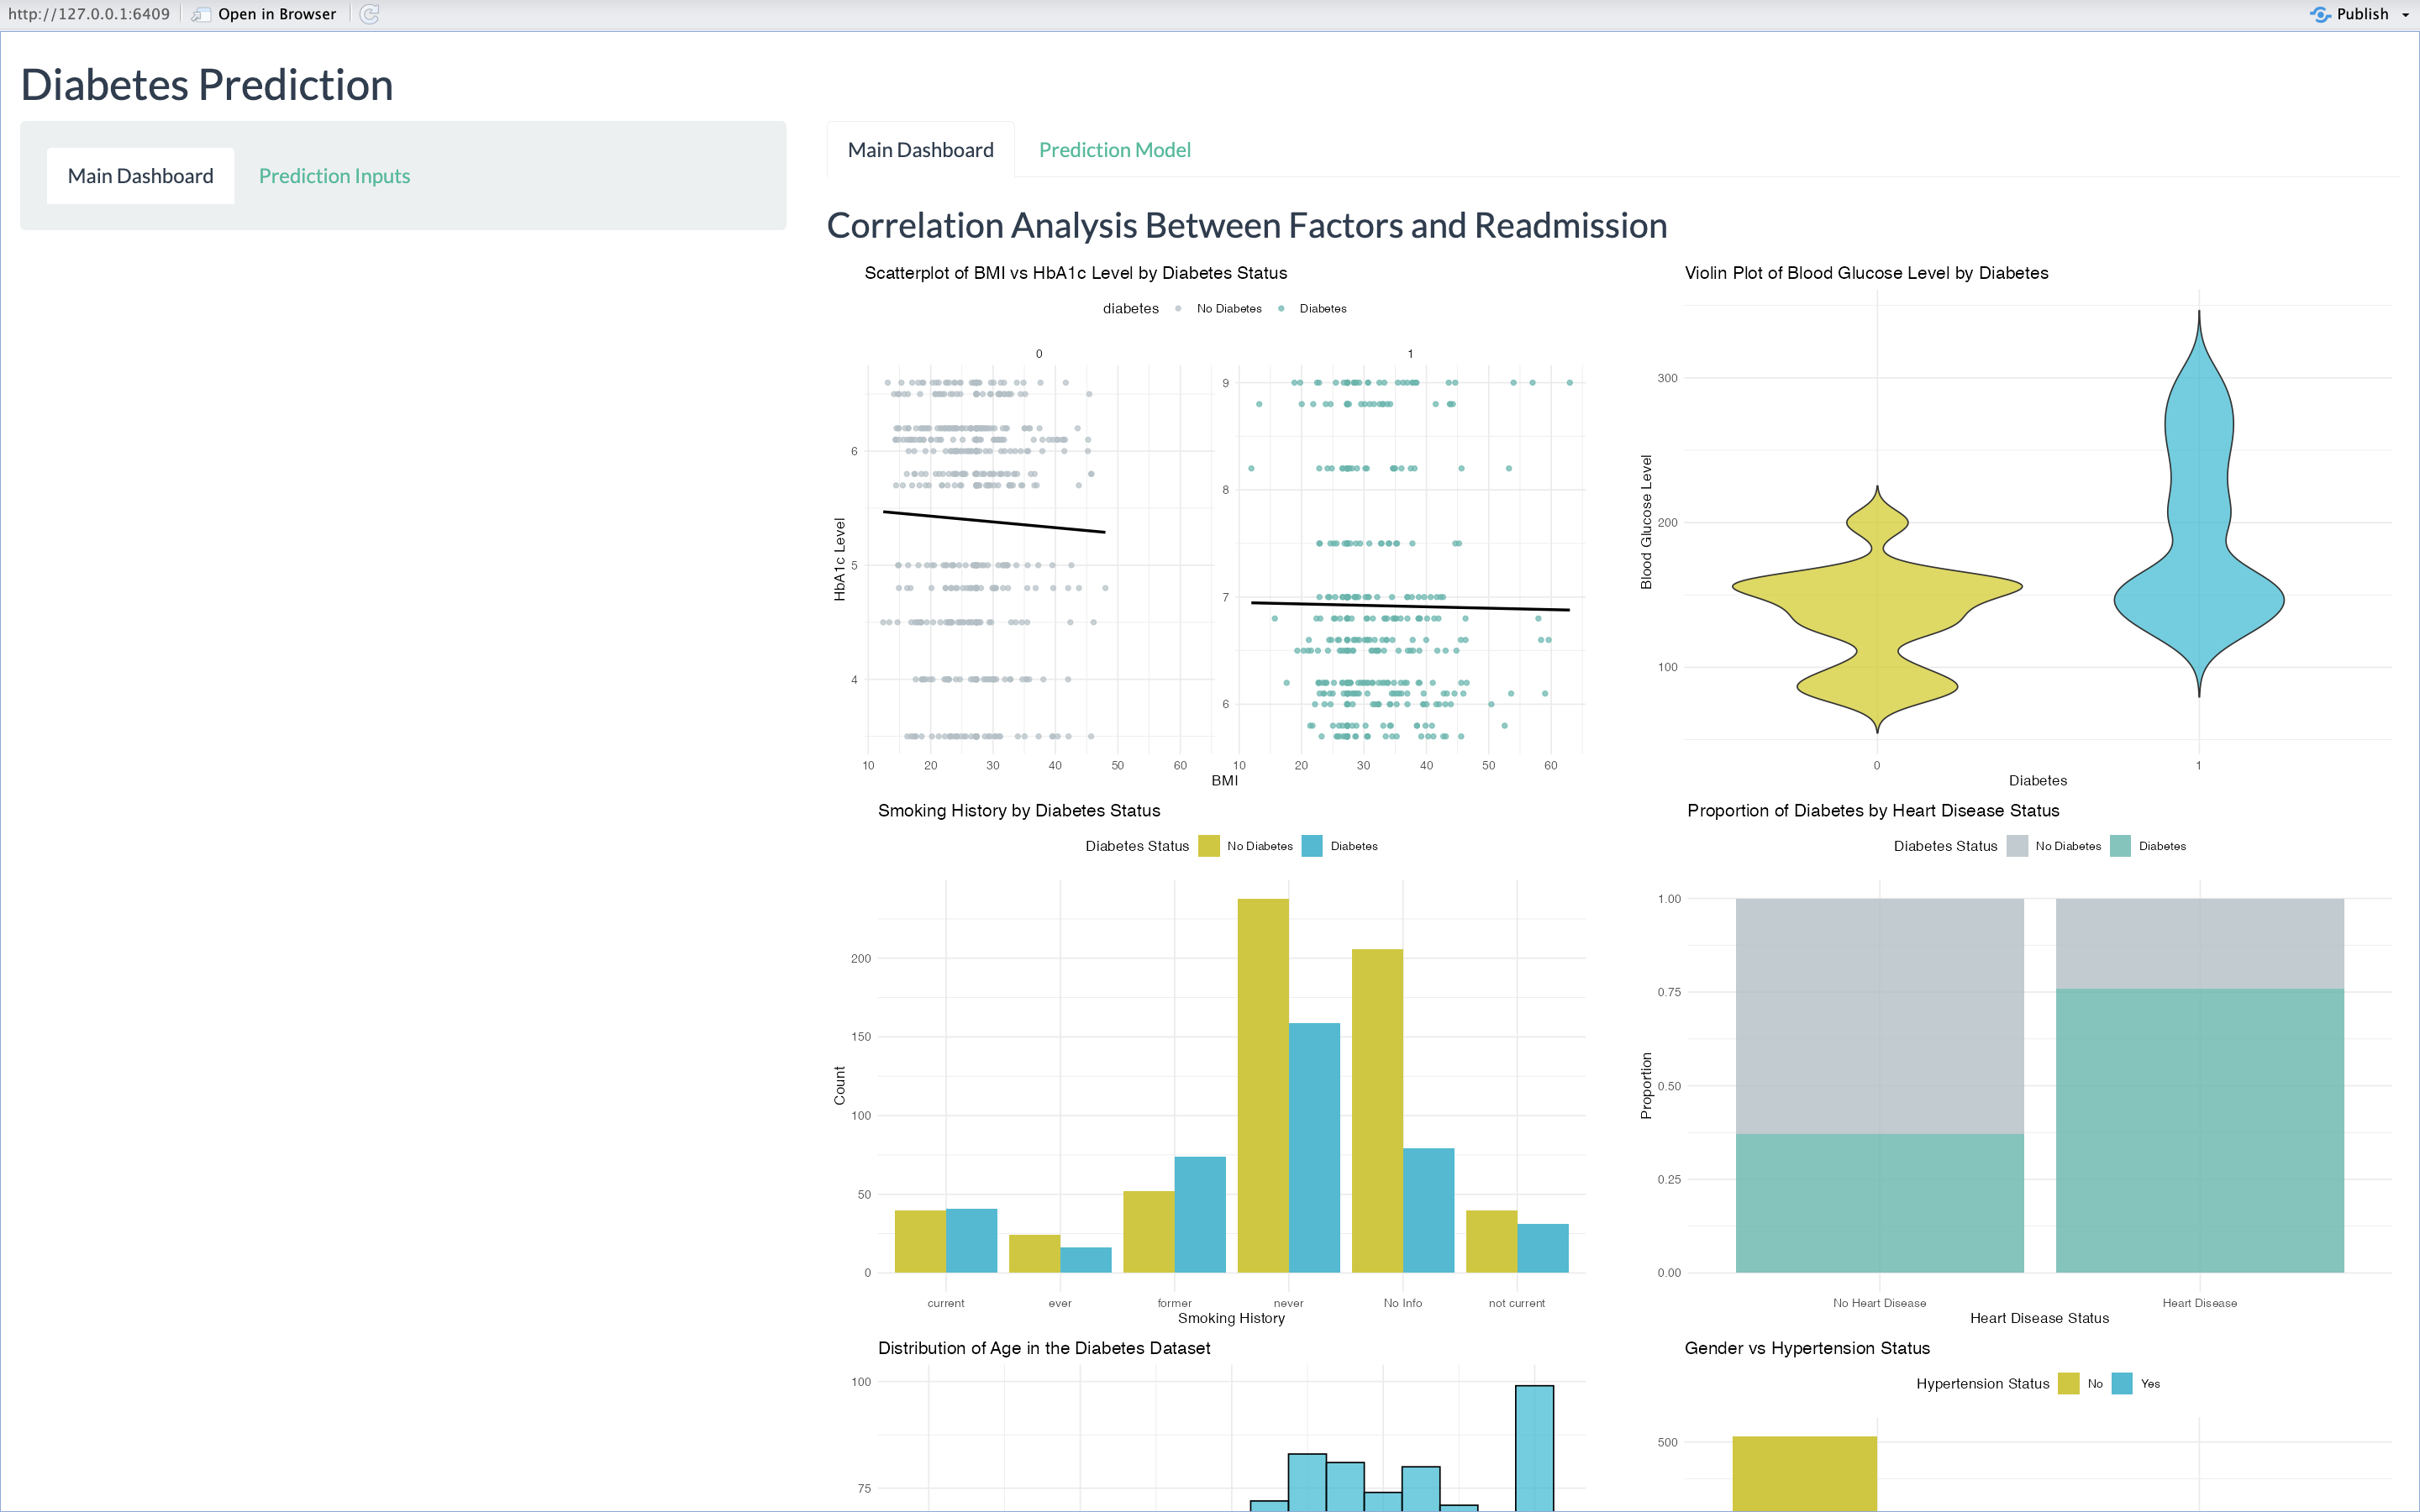 http://127.0.0.1:6409 Open in Browser Publish
Diabetes Prediction
Main Dashboard Prediction Inputs
Main Dashboard Prediction Model
Correlation Analysis Between Factors and Readmission
Scatterplot of BMI vs HbA1c Level by Diabetes Status
diabetes No Diabetes Diabetes
0 1
HbA1c Level
6
5
4
9
8
7
6
10 20 30 40 50 60 10 20 30 40 50 60
BMI
Violin Plot of Blood Glucose Level by Diabetes
Blood Glucose Level
300
200
100
0 1
Diabetes
Smoking History by Diabetes Status
Diabetes Status No Diabetes Diabetes
Count
200
150
100
50
0
current ever former never No Info not current
Smoking History
Proportion of Diabetes by Heart Disease Status
Diabetes Status No Diabetes Diabetes
Proportion
1.00
0.75
0.50
0.25
0.00
No Heart Disease Heart Disease
Heart Disease Status
Distribution of Age in the Diabetes Dataset
100
75
Gender vs Hypertension Status
Hypertension Status No Yes
500